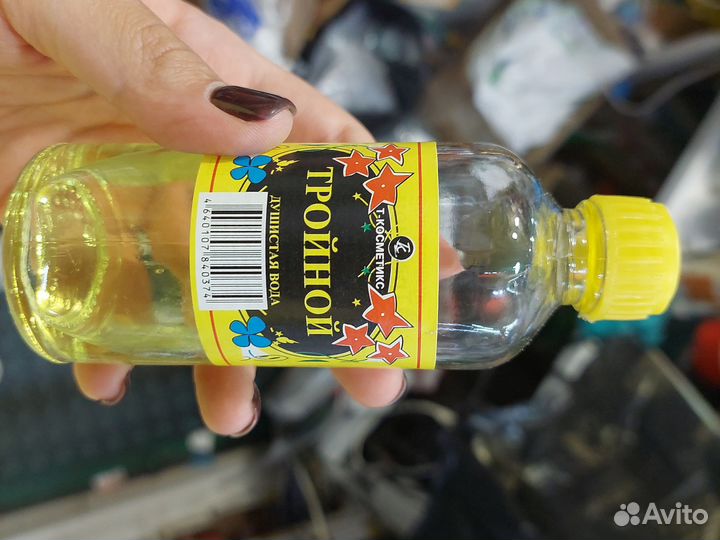 Т-КОСМЕТИКС
ТРОЙНОЙ
ДУШИСТАЯ ВОДА
4640107840374
Avito